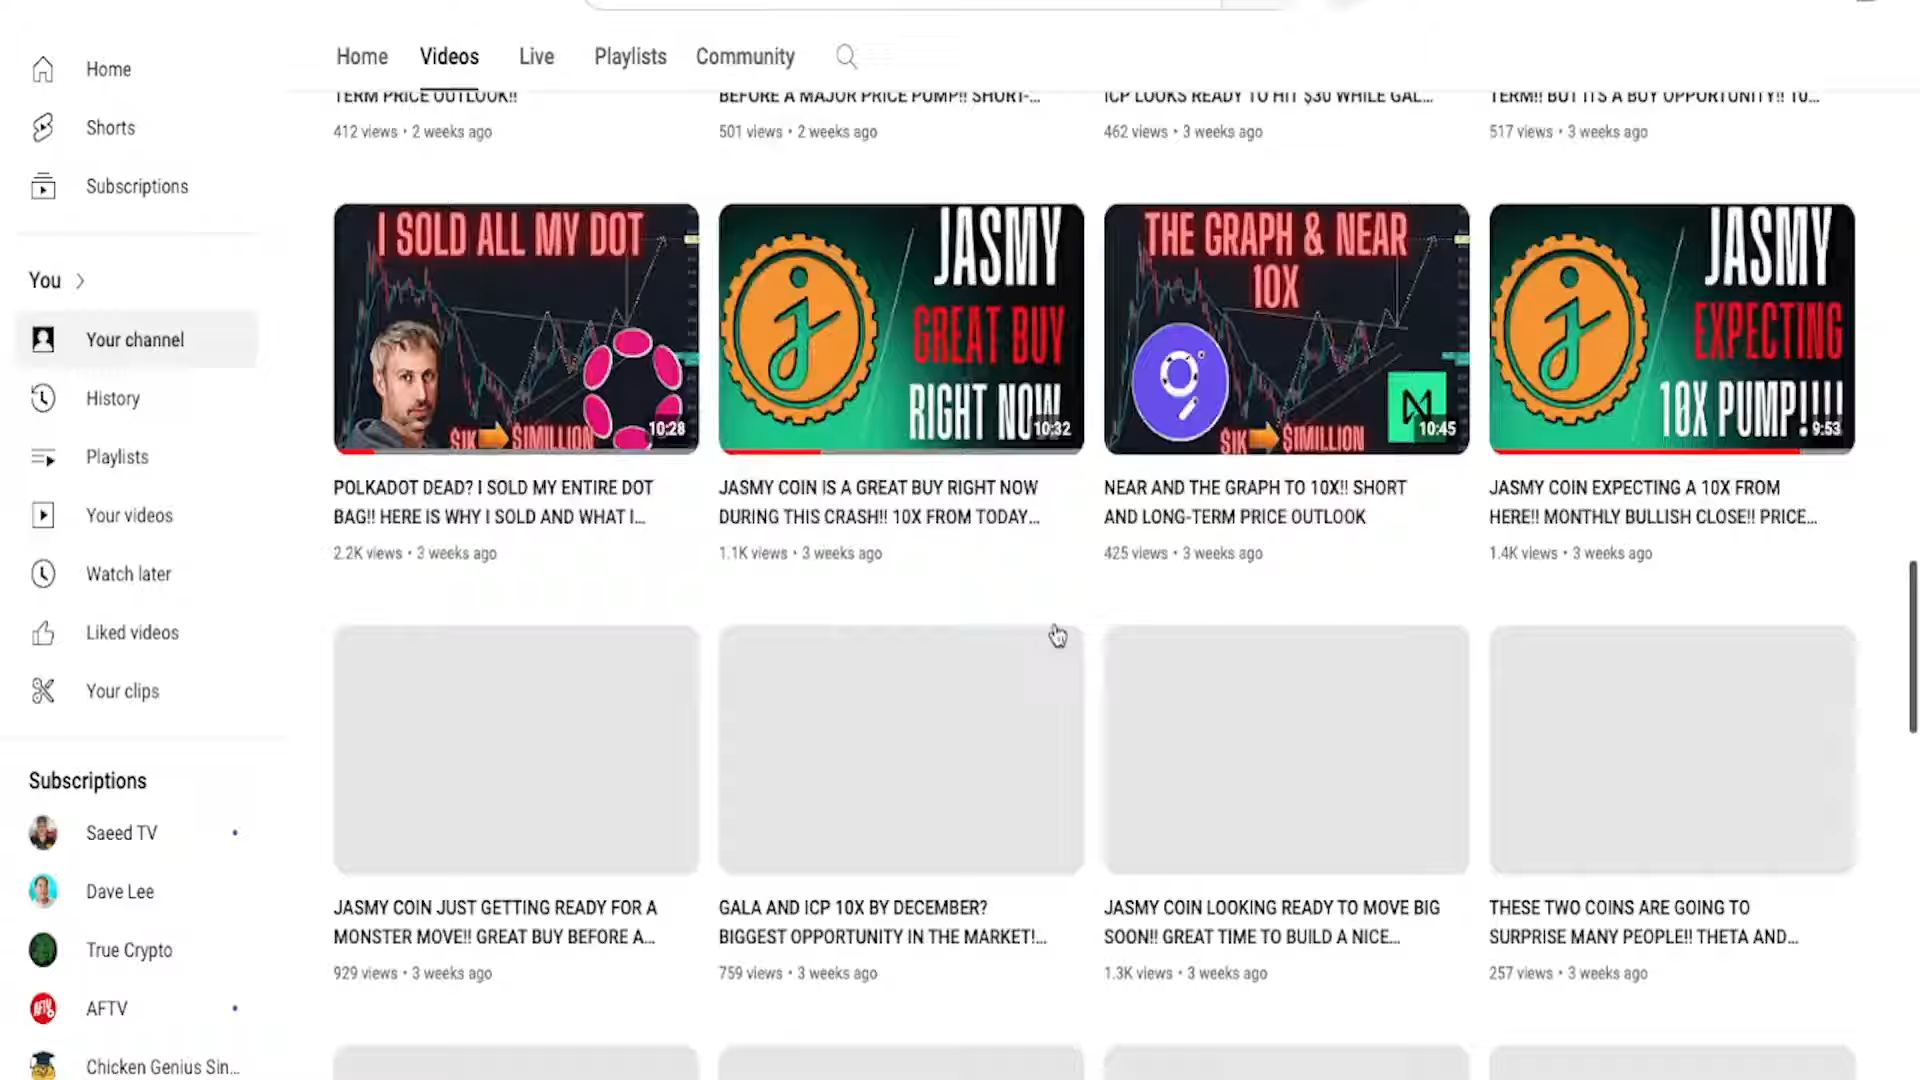 Home Videos Live Playlists Community
Home
Shorts
Subscriptions
You
Your channel
History
Playlists
Your videos
Watch later
Liked videos
Your clips
Subscriptions
Saeed TV
Dave Lee
True Crypto
AFTV
Chicken Genius Sin...
TERM PRICE OUTLOOK!!
412 views • 2 weeks ago
BEFORE A MAJOR PRICE PUMP!! SHORT-...
501 views • 2 weeks ago
ICP LOOKS READY TO HIT $30 WHILE GAL...
462 views • 3 weeks ago
TERM!! BUT ITS A BUY OPPORTUNITY!! 10...
517 views • 3 weeks ago
I SOLD ALL MY DOT
$1K $1MILLION
10:28
POLKADOT DEAD? I SOLD MY ENTIRE DOT
BAG!! HERE IS WHY I SOLD AND WHAT I...
2.2K views • 3 weeks ago
JASMY
GREAT BUY
RIGHT NOW
10:32
JASMY COIN IS A GREAT BUY RIGHT NOW
DURING THIS CRASH!! 10X FROM TODAY...
1.1K views • 3 weeks ago
THE GRAPH & NEAR
10X
$1K $1MILLION
10:45
NEAR AND THE GRAPH TO 10X!! SHORT
AND LONG-TERM PRICE OUTLOOK
425 views • 3 weeks ago
JASMY
EXPECTING
10X PUMP!!!!
9:53
JASMY COIN EXPECTING A 10X FROM
HERE!! MONTHLY BULLISH CLOSE!! PRICE...
1.4K views • 3 weeks ago
JASMY COIN JUST GETTING READY FOR A
MONSTER MOVE!! GREAT BUY BEFORE A...
929 views • 3 weeks ago
GALA AND ICP 10X BY DECEMBER?
BIGGEST OPPORTUNITY IN THE MARKET!...
759 views • 3 weeks ago
JASMY COIN LOOKING READY TO MOVE BIG
SOON!! GREAT TIME TO BUILD A NICE...
1.3K views • 3 weeks ago
THESE TWO COINS ARE GOING TO
SURPRISE MANY PEOPLE!! THETA AND...
257 views • 3 weeks ago